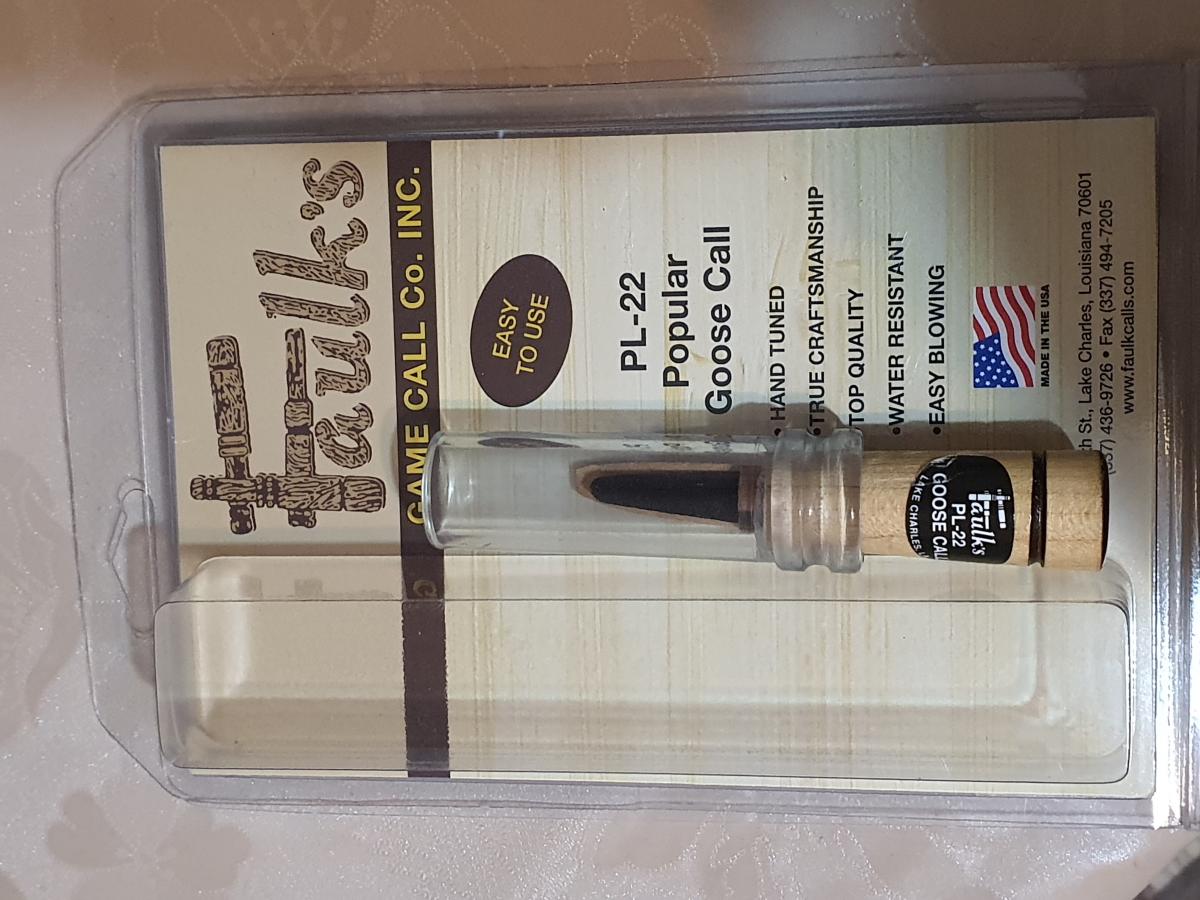 Faulk's
GAME CALL Co. INC.
EASY
TO USE
PL-22
Popular
Goose Call
• HAND TUNED
•TRUE CRAFTSMANSHIP
TOP QUALITY
•WATER RESISTANT
•EASY BLOWING
MADE IN THE USA
St., Lake Charles, Louisiana 70601
(337) 436-9726 • Fax (337) 494-7205
www.faulkcalls.com
Faulk's
PL-22
GOOSE CALL
LAKE CHARLES,